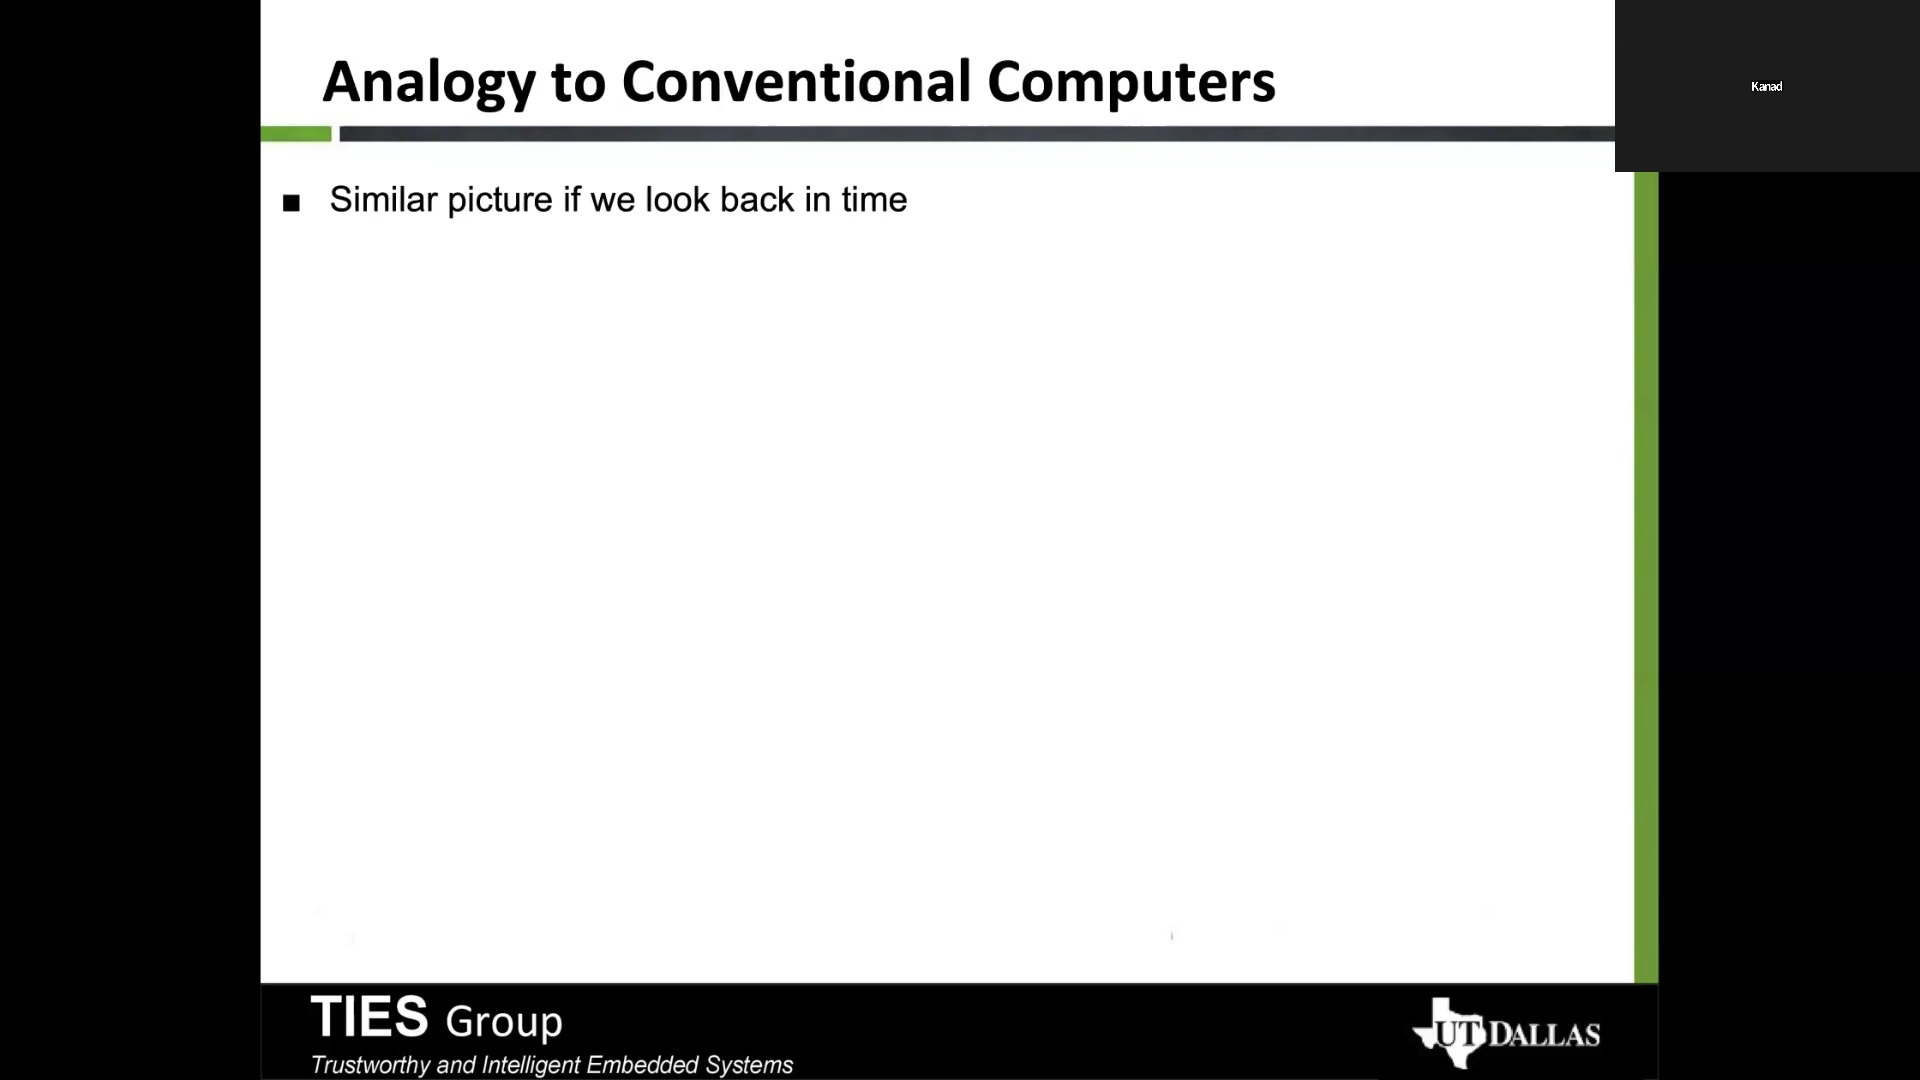 Analogy to Conventional Computers
Kanad
■ Similar picture if we look back in time
TIES Group
Trustworthy and Intelligent Embedded Systems
UT DALLAS